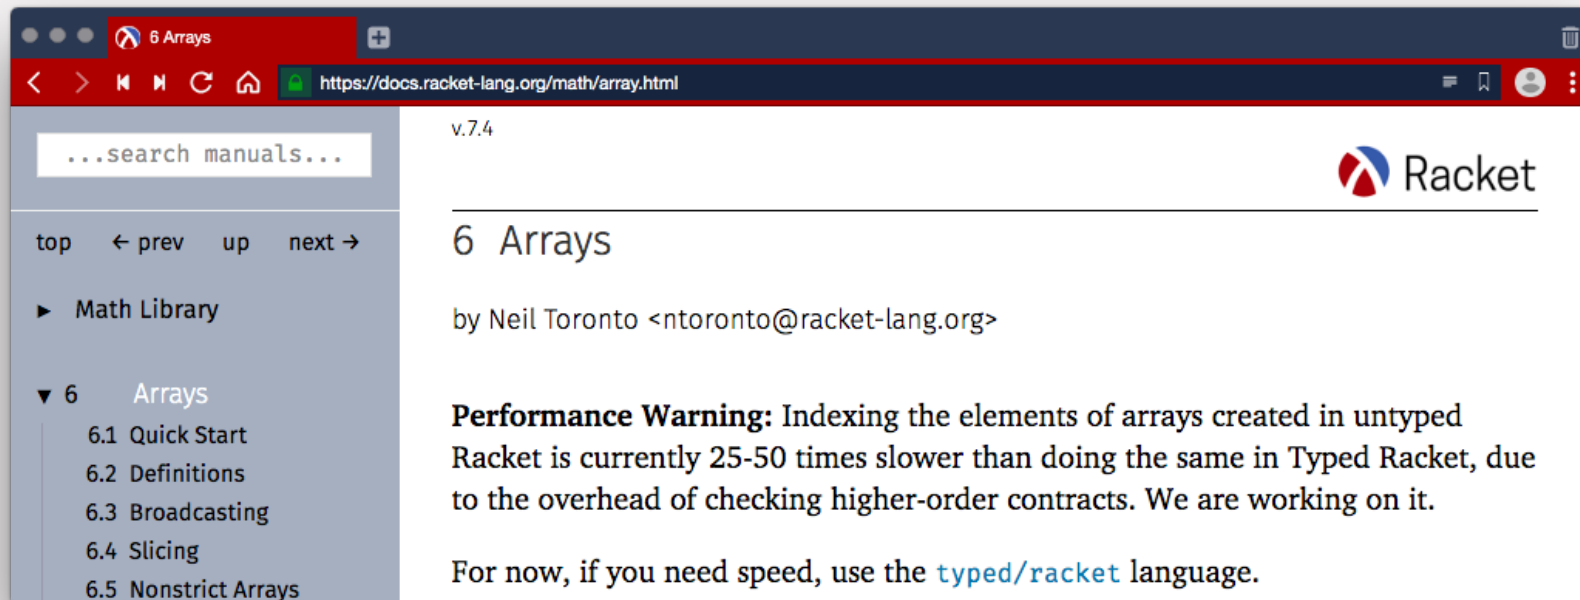 6 Arrays
https://docs.racket-lang.org/math/array.html
...search manuals...
top ← prev up next →
► Math Library
▼ 6 Arrays
6.1 Quick Start
6.2 Definitions
6.3 Broadcasting
6.4 Slicing
6.5 Nonstrict Arrays
v.7.4
Racket
6 Arrays
by Neil Toronto <ntoronto@racket-lang.org>
Performance Warning: Indexing the elements of arrays created in untyped
Racket is currently 25-50 times slower than doing the same in Typed Racket, due
to the overhead of checking higher-order contracts. We are working on it.
For now, if you need speed, use the typed/racket language.